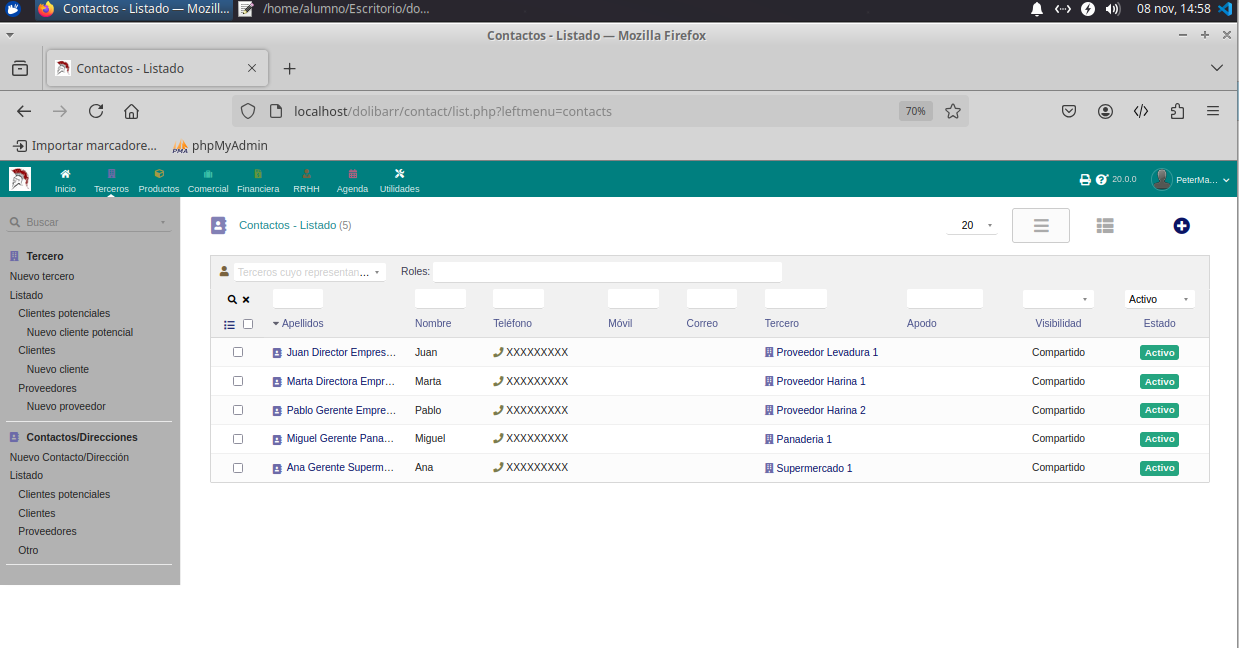 Contactos - Listado — Mozill... /home/alumno/Escritorio/do... 08 nov, 14:58
Contactos - Listado — Mozilla Firefox
Contactos - Listado
localhost/dolibarr/contact/list.php?leftmenu=contacts 70%
Importar marcadore... PMA phpMyAdmin
Inicio Terceros Productos Comercial Financiera RRHH Agenda Utilidades 20.0.0 PeterMa...
Buscar
Tercero
Nuevo tercero
Listado
Clientes potenciales
Nuevo cliente potencial
Clientes
Nuevo cliente
Proveedores
Nuevo proveedor
Contactos/Direcciones
Nuevo Contacto/Dirección
Listado
Clientes potenciales
Clientes
Proveedores
Otro
Contactos - Listado (5) 20
Terceros cuyo representan... Roles:
Activo
Apellidos Nombre Teléfono Móvil Correo Tercero Apodo Visibilidad Estado
Juan Director Empres... Juan XXXXXXXXX Proveedor Levadura 1 Compartido Activo
Marta Directora Empr... Marta XXXXXXXXX Proveedor Harina 1 Compartido Activo
Pablo Gerente Empre... Pablo XXXXXXXXX Proveedor Harina 2 Compartido Activo
Miguel Gerente Pana... Miguel XXXXXXXXX Panaderia 1 Compartido Activo
Ana Gerente Superm... Ana XXXXXXXXX Supermercado 1 Compartido Activo